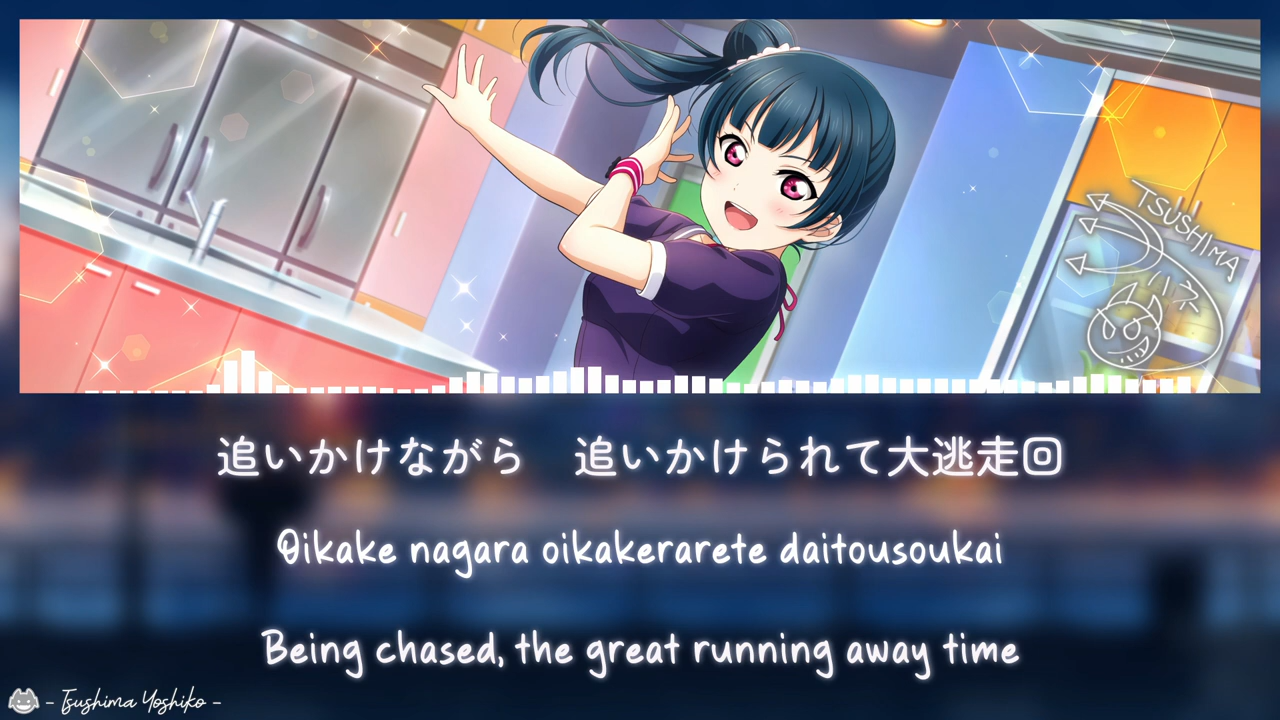 TSUSHIMA
ヨハネ
追いかけながら　追いかけられて大逃走回
Oikake nagara oikakerarete daitousoukai
Being chased, the great running away time
- Tsushima Yoshiko -